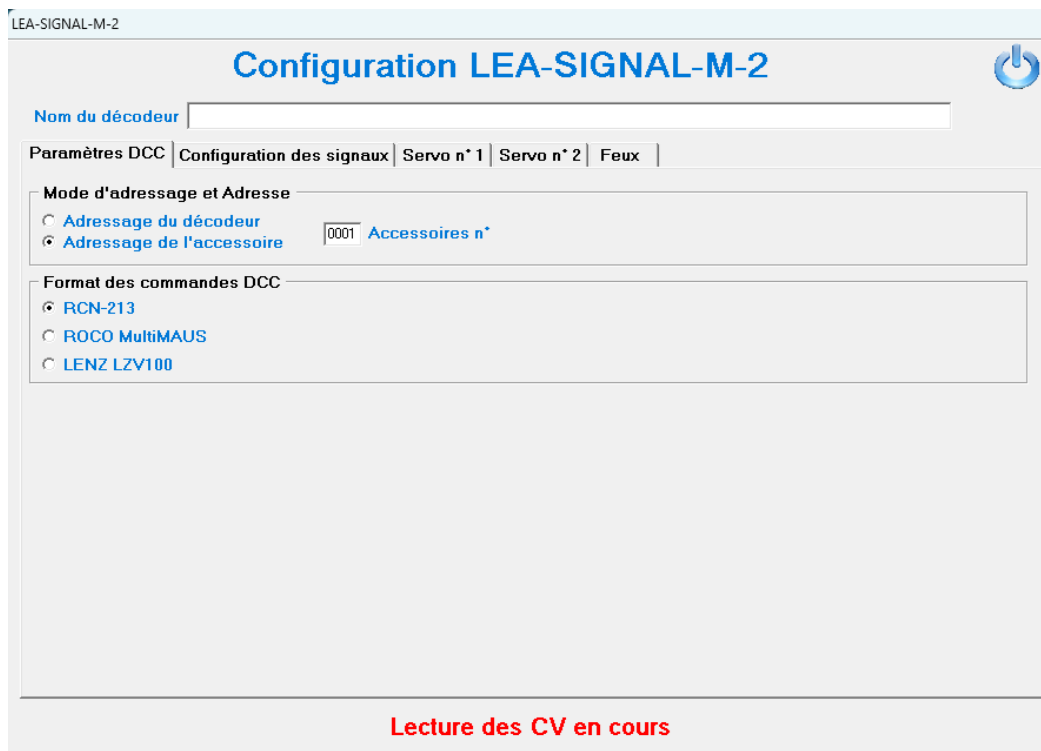 LEA-SIGNAL-M-2
Configuration LEA-SIGNAL-M-2
Nom du décodeur
Paramètres DCC Configuration des signaux Servo n° 1 Servo n° 2 Feux
Mode d'adressage et Adresse
Adressage du décodeur
Adressage de l'accessoire
0001 Accessoires n°
Format des commandes DCC
RCN-213
ROCO MultiMAUS
LENZ LZV100
Lecture des CV en cours